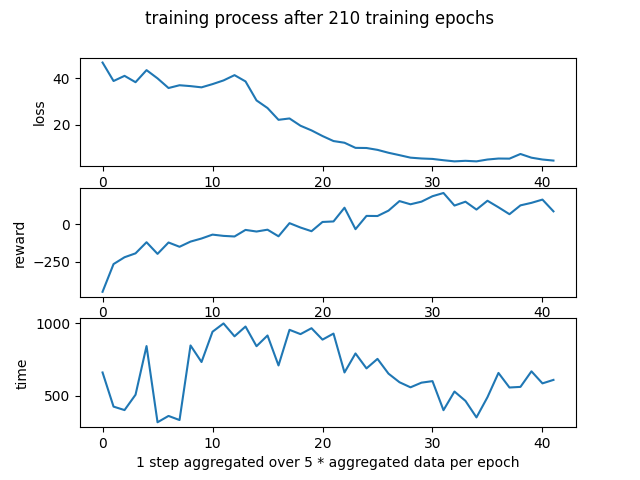 training process after 210 training epochs
40
20
loss
0 10 20 30 40
0
−250
reward
0 10 20 30 40
1000
500
time
0 10 20 30 40
1 step aggregated over 5 * aggregated data per epoch